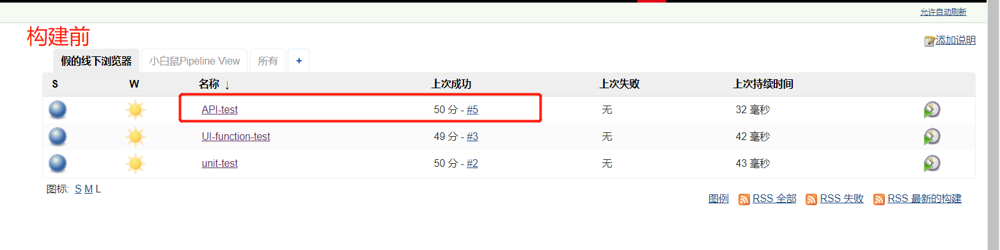 允许自动刷新
构建前
添加说明
假的线下浏览器 小白鼠Pipeline View 所有 +
S W 名称 ↓ 上次成功 上次失败 上次持续时间
API-test 50 分 - #5 无 32 毫秒
UI-function-test 49 分 - #3 无 42 毫秒
unit-test 50 分 - #2 无 43 毫秒
图标: S M L
图例 RSS 全部 RSS 失败 RSS 最新的构建